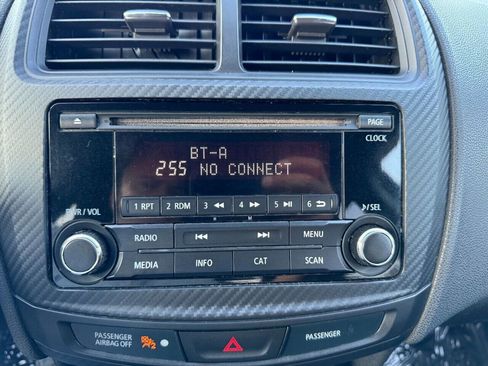 PAGE
CLOCK
BT-A
255 NO CONNECT
1 RPT 2 RDM 3 ◀◀ 4 ▶▶ 5 ▶II 6
PWR / VOL
♪/SEL
RADIO MENU
MEDIA INFO CAT SCAN
PASSENGER
AIRBAG OFF
PASSENGER